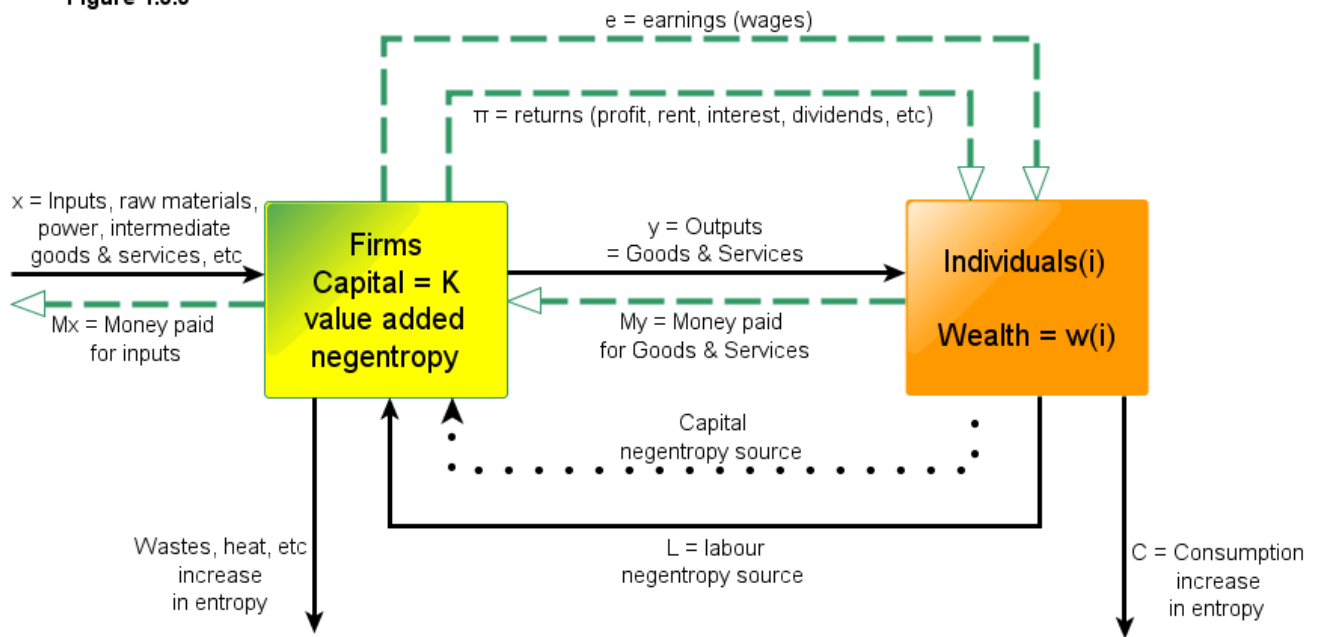 e = earnings (wages)
π = returns (profit, rent, interest, dividends, etc)
x = Inputs, raw materials,
power, intermediate
goods & services, etc
Mx = Money paid
for inputs
Firms
Capital = K
value added
negentropy
y = Outputs
= Goods & Services
My = Money paid
for Goods & Services
Individuals(i)
Wealth = w(i)
Capital
negentropy source
L = labour
negentropy source
Wastes, heat, etc
increase
in entropy
C = Consumption
increase
in entropy